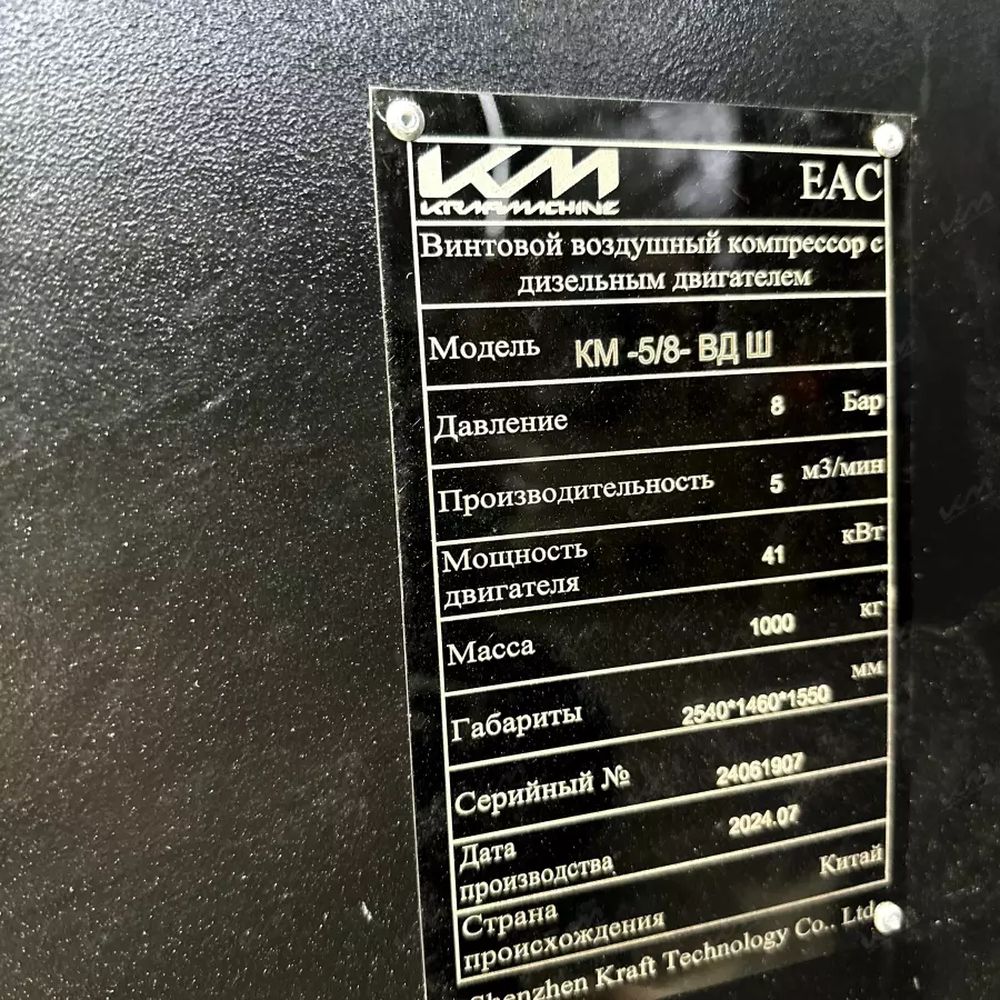 KM
KRAFTMACHINE
EAC
Винтовой воздушный компрессор с
дизельным двигателем
Модель КМ -5/8- ВД Ш
Давление 8 Бар
Производительность 5 м3/мин
Мощность
двигателя 41 кВт
Масса 1000 кг
Габариты 2540*1460*1550 мм
Серийный № 24061907
Дата
производства 2024.07
Страна
происхождения Китай
Shenzhen Kraft Technology Co., Ltd